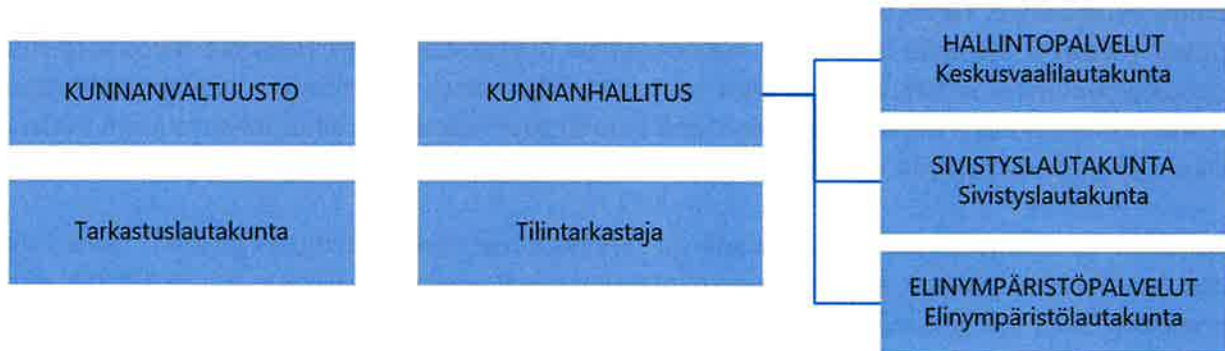 KUNNANVALTUUSTO
Tarkastuslautakunta
KUNNANHALLITUS
Tilintarkastaja
HALLINTOPALVELUT
Keskusvaalilautakunta
SIVISTYSLAUTAKUNTA
Sivistyslautakunta
ELINYMPÄRISTÖPALVELUT
Elinympäristölautakunta